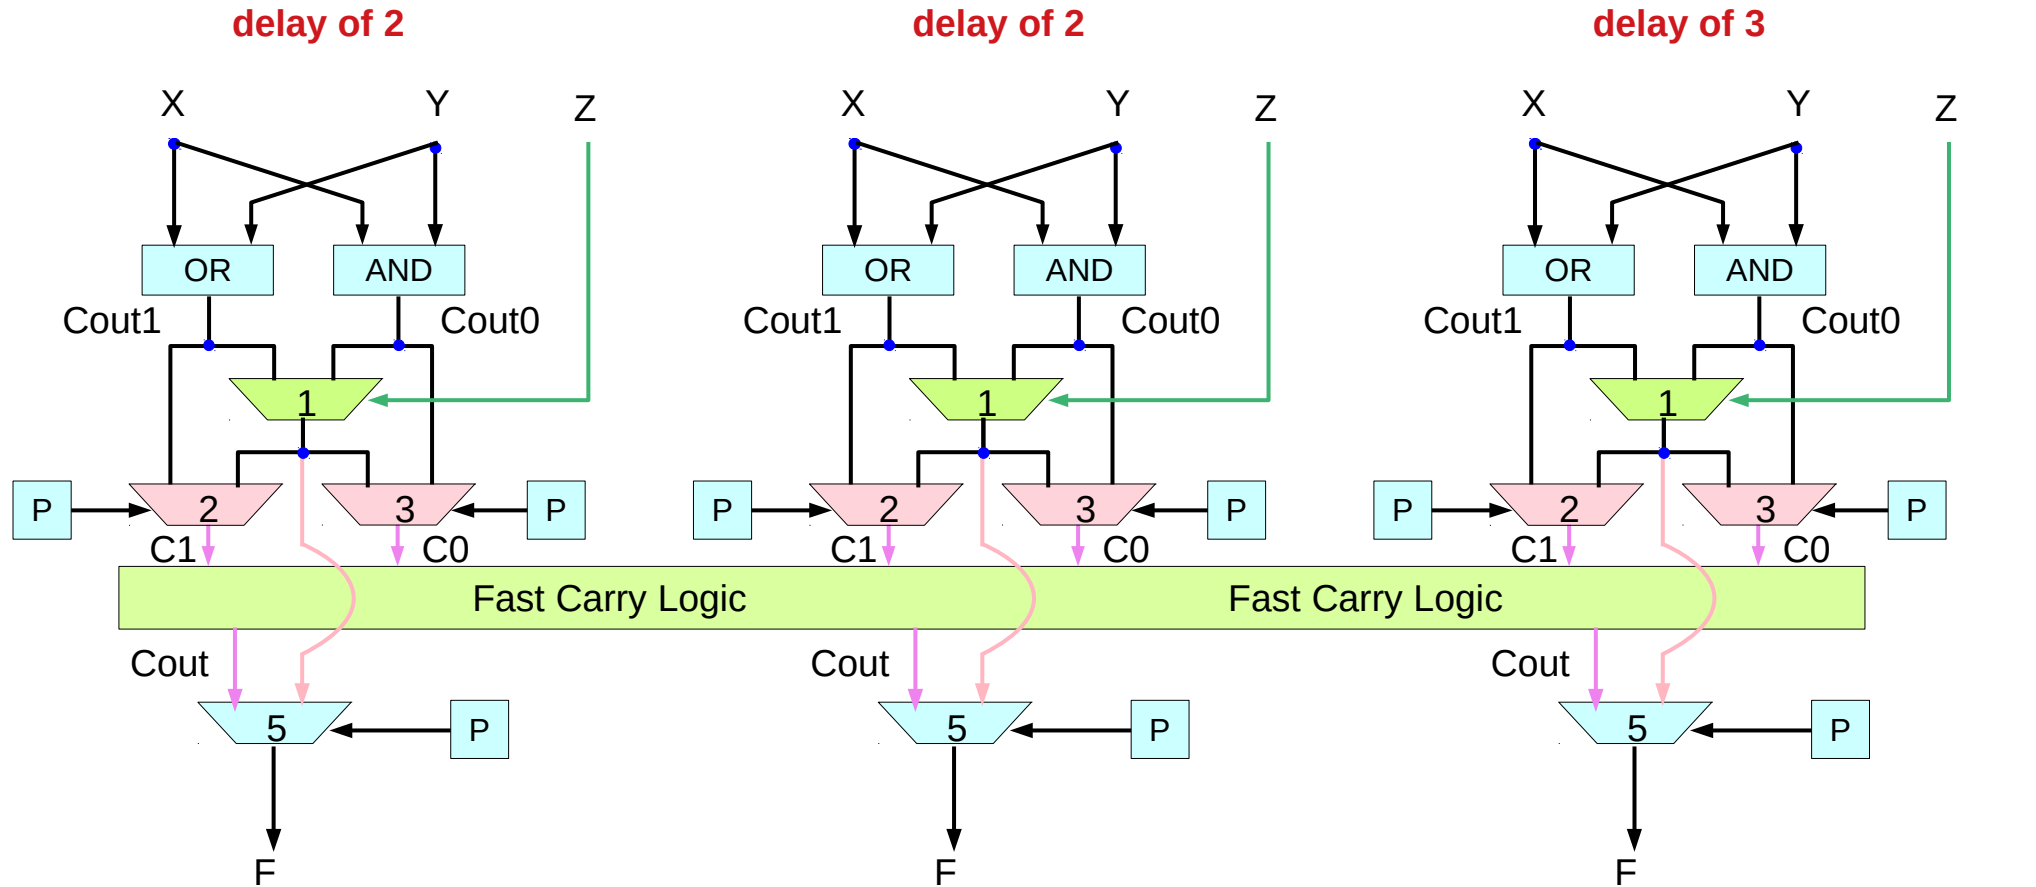 delay of 2 delay of 2 delay of 3
X Y Z X Y Z X Y Z
OR AND OR AND OR AND
Cout1 Cout0 Cout1 Cout0 Cout1 Cout0
1 1 1
P 2 3 P P 2 3 P P 2 3 P
C1 C0 C1 C0 C1 C0
Fast Carry Logic Fast Carry Logic
Cout Cout Cout
5 P 5 P 5 P
F F F